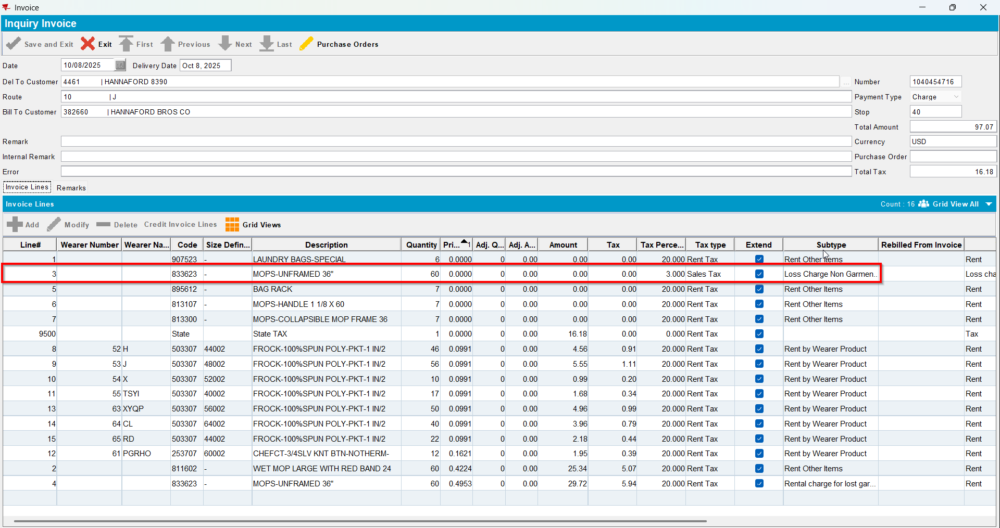 Invoice
Inquiry Invoice
Save and Exit Exit First Previous Next Last Purchase Orders
Date 10/08/2025 Delivery Date Oct 8, 2025
Del To Customer 4461 | HANNAFORD 8390 ... Number 1040454716
Route 10 | J Payment Type Charge
Bill To Customer 382660 | HANNAFORD BROS CO Stop 40
Total Amount 97.07
Remark Currency USD
Internal Remark Purchase Order
Error Total Tax 16.18
Invoice Lines Remarks
Invoice Lines Count : 16 Grid View All
Add Modify Delete Credit Invoice Lines Grid Views
Line# Wearer Number Wearer Na... Code Size Defin... Description Quantity Pri... 1 Adj. Q... Adj. A... Amount Tax Tax Perce... Tax type Extend Subtype Rebilled From Invoice
1 907523 - LAUNDRY BAGS-SPECIAL 6 0.0000 0 0.00 0.00 0.00 20.000 Rent Tax Rent Other Items Rent
3 833623 - MOPS-UNFRAMED 36" 60 0.0000 0 0.00 0.00 0.00 3.000 Sales Tax Loss Charge Non Garmen... Loss cha
5 895612 - BAG RACK 7 0.0000 0 0.00 0.00 0.00 20.000 Rent Tax Rent Other Items Rent
6 813107 - MOPS-HANDLE 1 1/8 X 60 7 0.0000 0 0.00 0.00 0.00 20.000 Rent Tax Rent Other Items Rent
7 813300 - MOPS-COLLAPSIBLE MOP FRAME 36 7 0.0000 0 0.00 0.00 0.00 20.000 Rent Tax Rent Other Items Rent
9500 State State TAX 1 0.0000 0 0.00 16.18 0.00 0.000 Rent Tax Tax
8 52 H 503307 44002 FROCK-100%SPUN POLY-PKT-1 IN/2 46 0.0991 0 0.00 4.56 0.91 20.000 Rent Tax Rent by Wearer Product Rent
9 53 J 503307 48002 FROCK-100%SPUN POLY-PKT-1 IN/2 56 0.0991 0 0.00 5.55 1.11 20.000 Rent Tax Rent by Wearer Product Rent
10 54 X 503307 52002 FROCK-100%SPUN POLY-PKT-1 IN/2 10 0.0991 0 0.00 0.99 0.20 20.000 Rent Tax Rent by Wearer Product Rent
11 55 TSYI 503307 40002 FROCK-100%SPUN POLY-PKT-1 IN/2 17 0.0991 0 0.00 1.68 0.34 20.000 Rent Tax Rent by Wearer Product Rent
13 63 XYQP 503307 56002 FROCK-100%SPUN POLY-PKT-1 IN/2 50 0.0991 0 0.00 4.96 0.99 20.000 Rent Tax Rent by Wearer Product Rent
14 64 CL 503307 64002 FROCK-100%SPUN POLY-PKT-1 IN/2 40 0.0991 0 0.00 3.96 0.79 20.000 Rent Tax Rent by Wearer Product Rent
15 65 RD 503307 44002 FROCK-100%SPUN POLY-PKT-1 IN/2 22 0.0991 0 0.00 2.18 0.44 20.000 Rent Tax Rent by Wearer Product Rent
12 61 PGRHO 253707 60002 CHEFCT-3/4SLV KNT BTN-NOTHERM- 12 0.1621 0 0.00 1.95 0.39 20.000 Rent Tax Rent by Wearer Product Rent
2 811602 - WET MOP LARGE WITH RED BAND 24 60 0.4224 0 0.00 25.34 5.07 20.000 Rent Tax Rent Other Items Rent
4 833623 - MOPS-UNFRAMED 36" 60 0.4953 0 0.00 29.72 5.94 20.000 Rent Tax Rental charge for lost gar... Rent